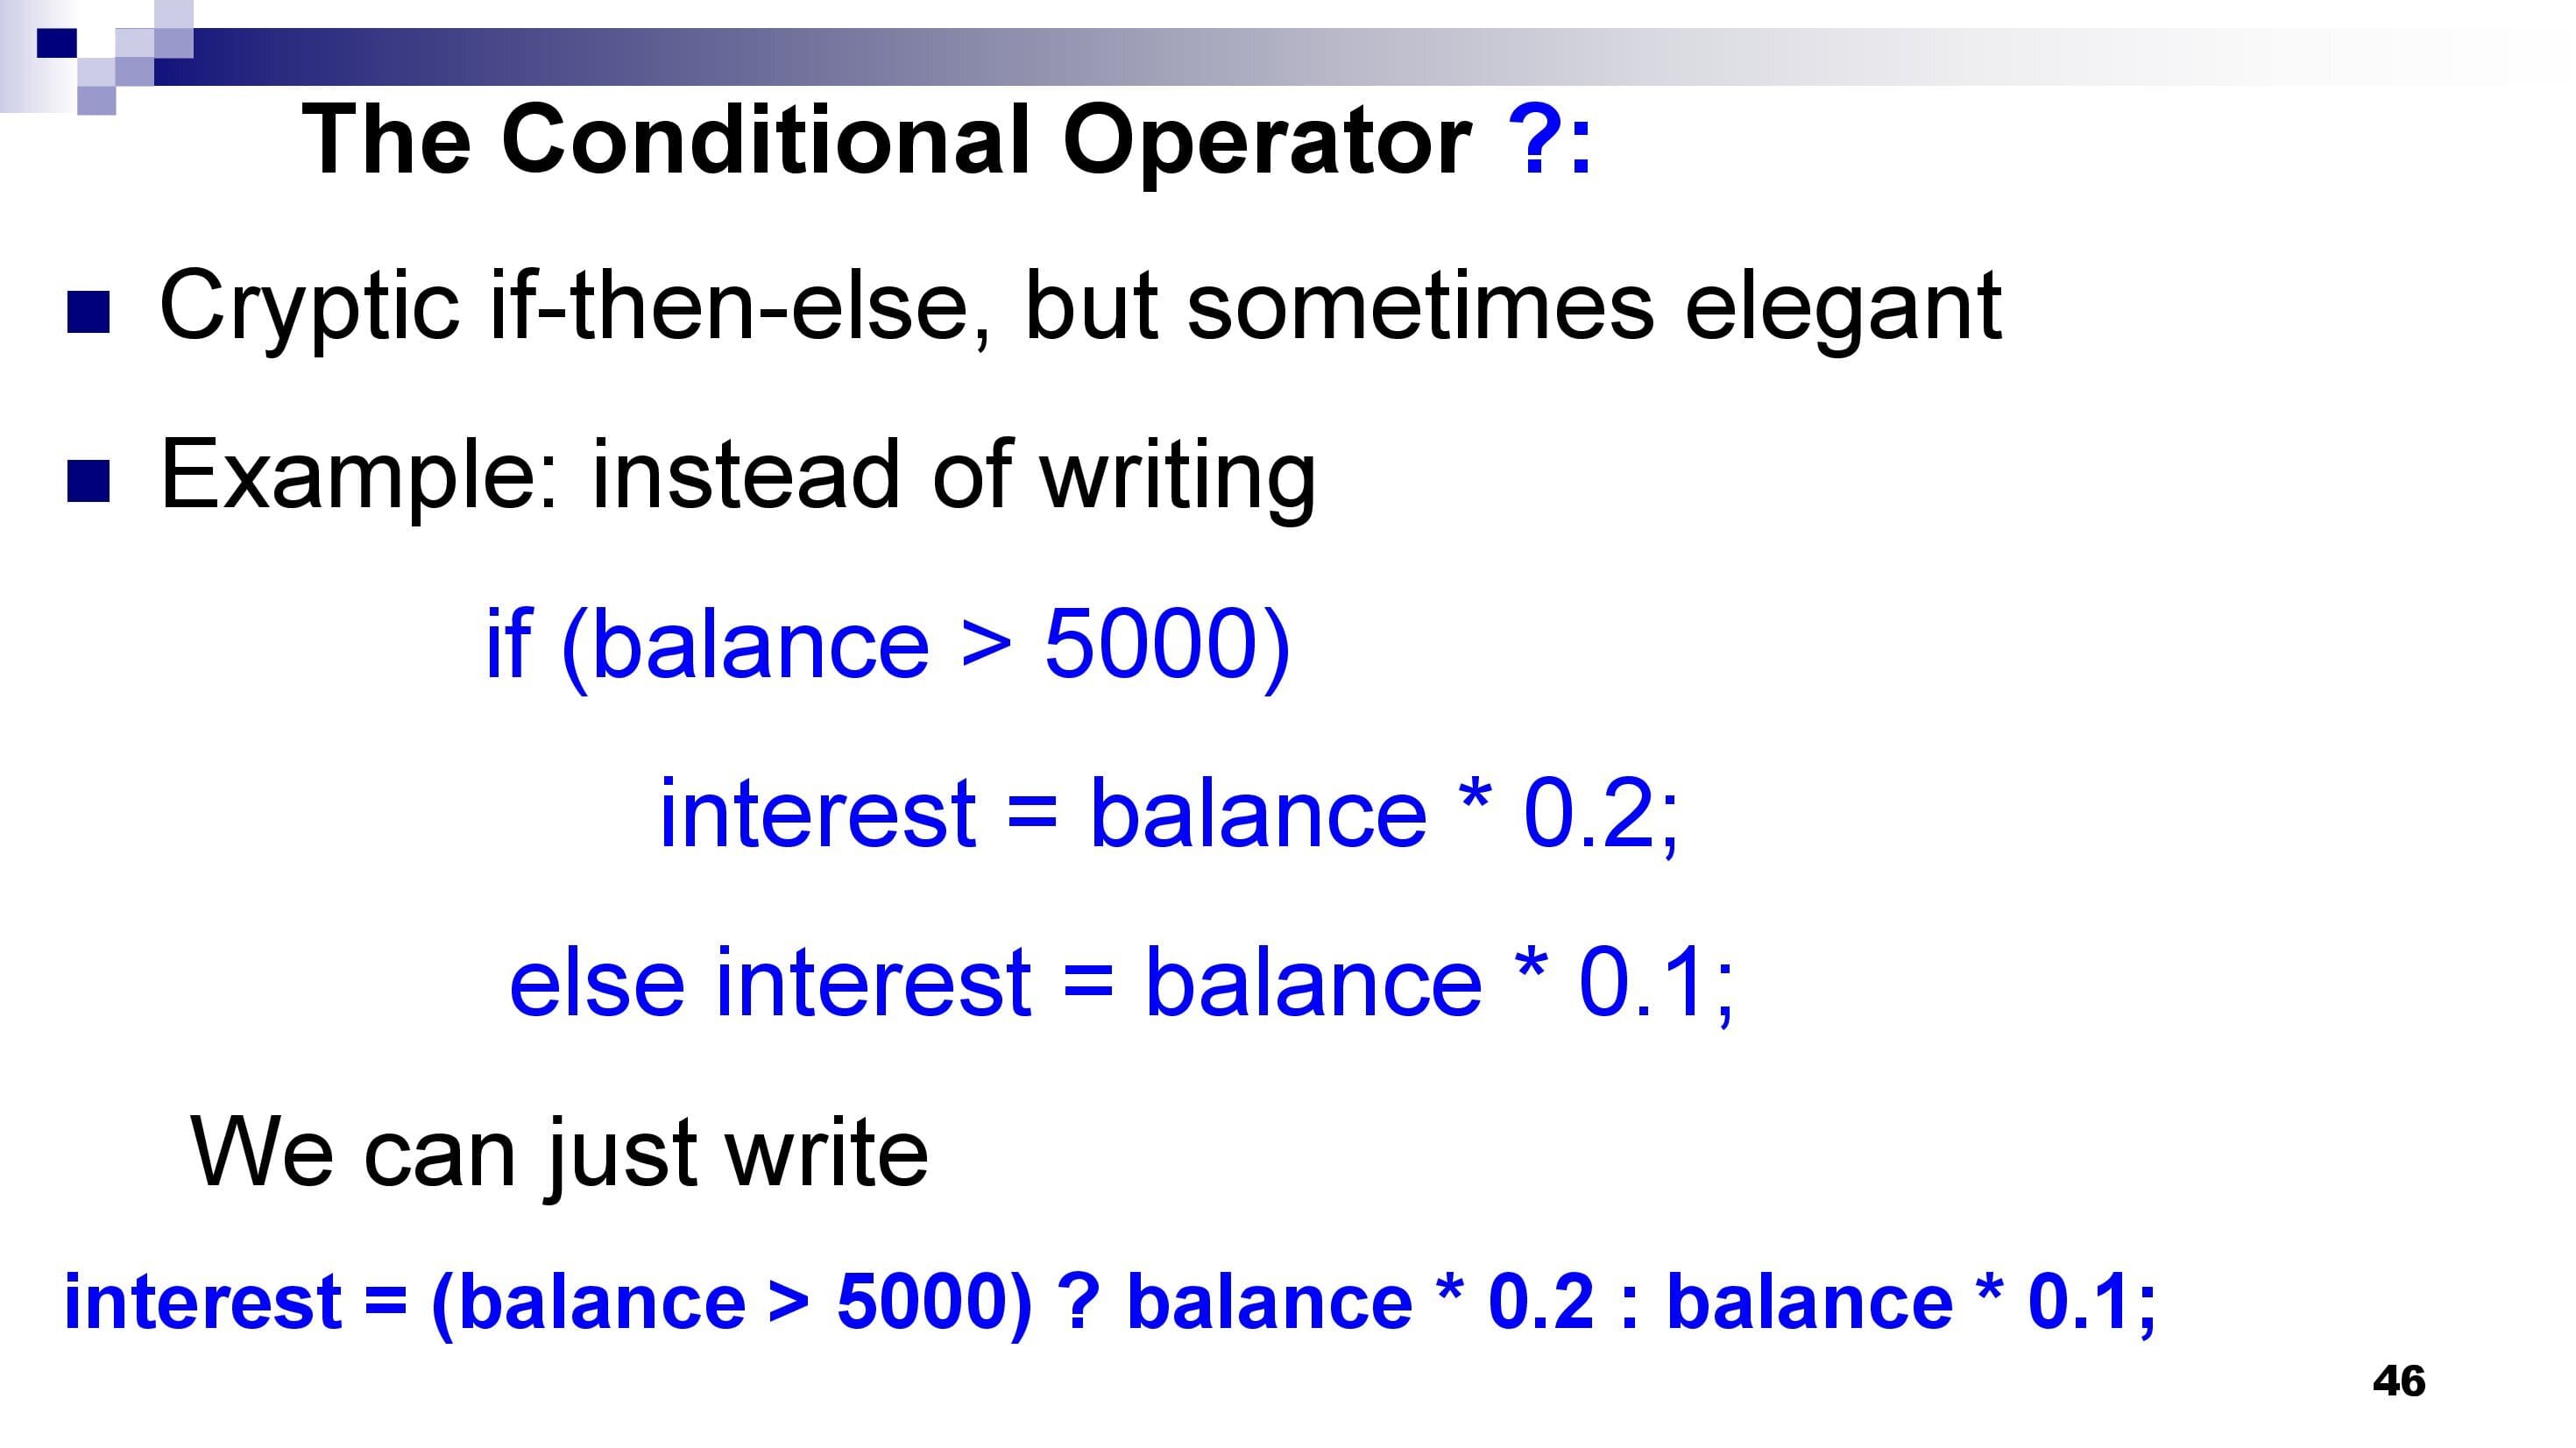 The Conditional Operator ?:
Cryptic if-then-else, but sometimes elegant
Example: instead of writing
if (balance > 5000)
interest = balance * 0.2;
else interest = balance * 0.1;
We can just write
interest = (balance > 5000) ? balance * 0.2 : balance * 0.1;
46